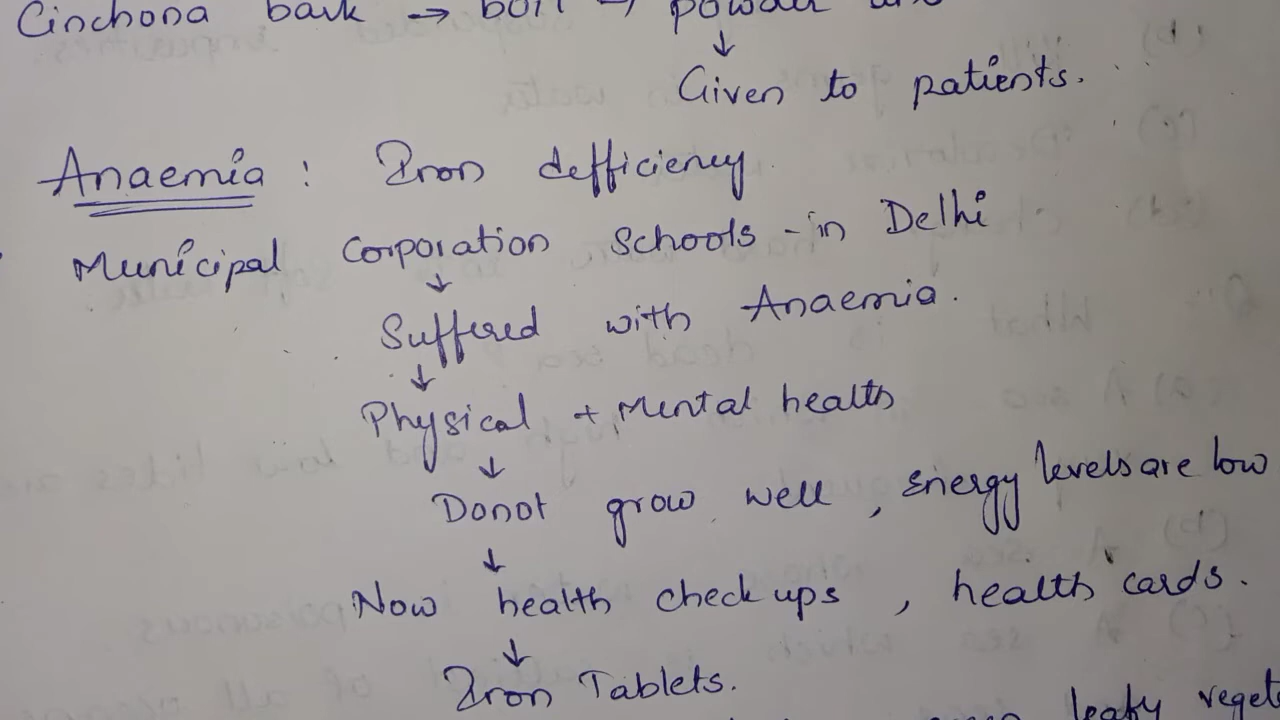 Cinchona bark → boil → powder
↓
Given to patients.
Anaemia : Iron defficiency
Municipal Corporation Schools - in Delhi
↓
Suffered with Anaemia.
↓
Physical + Mental health
↓
Donot grow well , Energy levels are low
↓
Now health check ups , health cards.
↓
Iron Tablets.
leafy